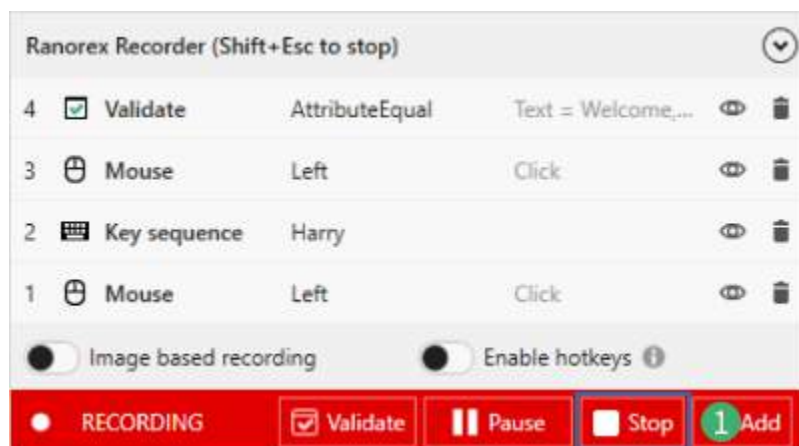 Ranorex Recorder (Shift+Esc to stop)
4 Validate AttributeEqual Text = Welcome,...
3 Mouse Left Click
2 Key sequence Harry
1 Mouse Left Click
Image based recording Enable hotkeys
RECORDING Validate Pause Stop 1 Add